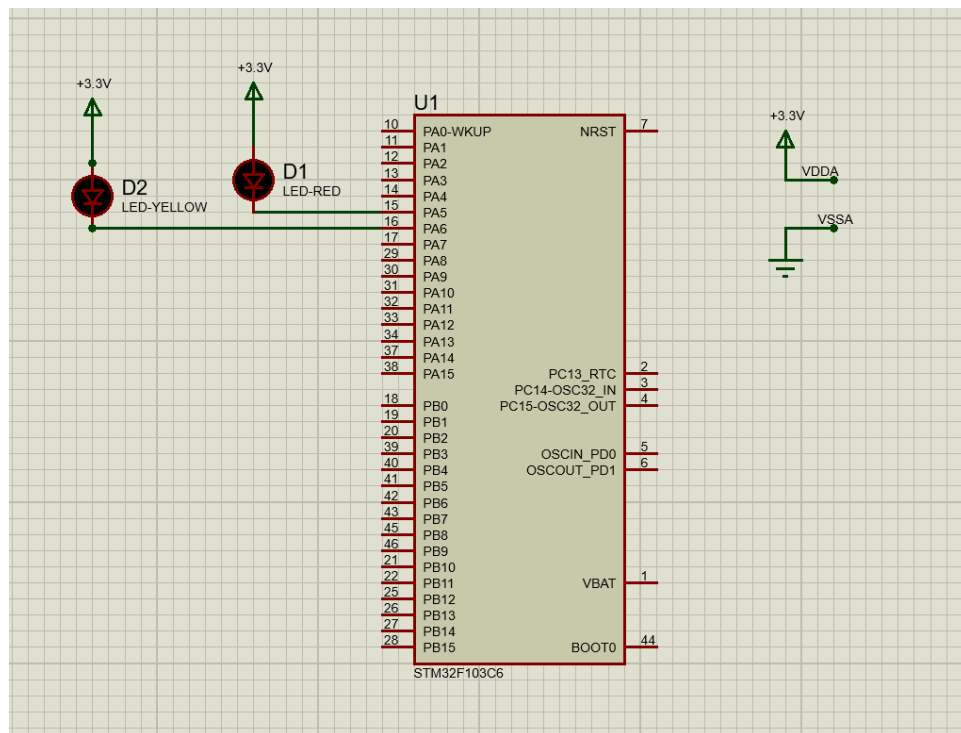 +3.3V
D2
LED-YELLOW
+3.3V
D1
LED-RED
U1
10 PA0-WKUP
11 PA1
12 PA2
13 PA3
14 PA4
15 PA5
16 PA6
17 PA7
29 PA8
30 PA9
31 PA10
32 PA11
33 PA12
34 PA13
37 PA14
38 PA15
18 PB0
19 PB1
20 PB2
39 PB3
40 PB4
41 PB5
42 PB6
43 PB7
45 PB8
46 PB9
21 PB10
22 PB11
25 PB12
26 PB13
27 PB14
28 PB15
NRST 7
PC13_RTC 2
PC14-OSC32_IN 3
PC15-OSC32_OUT 4
OSCIN_PD0 5
OSCOUT_PD1 6
VBAT 1
BOOT0 44
STM32F103C6
+3.3V
VDDA
VSSA